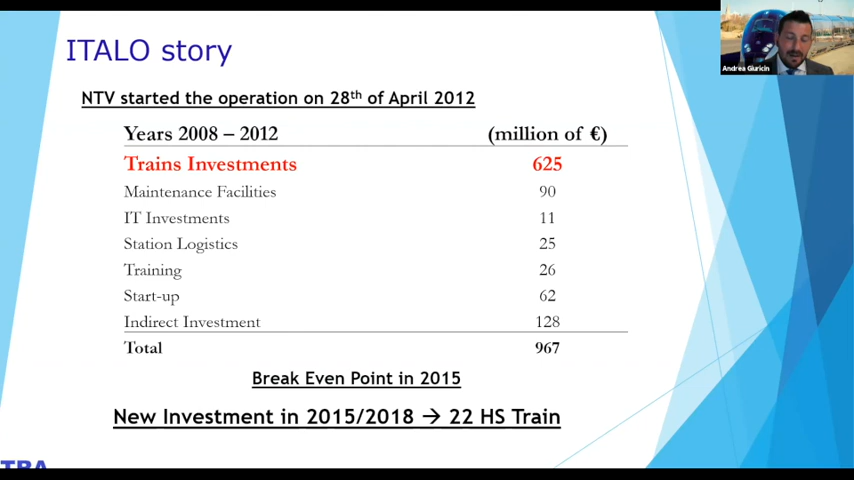 ITALO story
Andrea Giuricin
NTV started the operation on 28th of April 2012
Years 2008 – 2012 (million of €)
Trains Investments 625
Maintenance Facilities 90
IT Investments 11
Station Logistics 25
Training 26
Start-up 62
Indirect Investment 128
Total 967
Break Even Point in 2015
New Investment in 2015/2018 → 22 HS Train